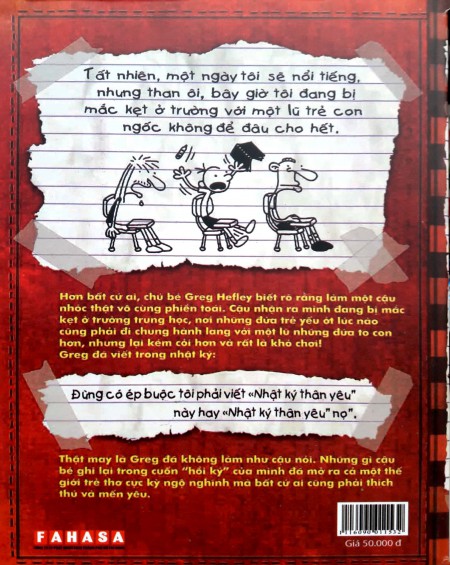 Tất nhiên, một ngày tôi sẽ nổi tiếng,
nhưng than ôi, bây giờ tôi đang bị
mắc kẹt ở trường với một lũ trẻ con
ngốc không để đâu cho hết.
Hơn bất cứ ai, chú bé Greg Hefley biết rõ rằng làm một cậu
nhóc thật vô cùng phiền toái. Cậu nhận ra mình đang bị mắc
kẹt ở trường trung học, nơi những đứa trẻ yếu ớt lúc nào
cũng phải đi chung hành lang với một lũ những đứa to con
hơn, nhưng lại kém cỏi hơn và rất là khó chơi!
Greg đã viết trong nhật ký:
Đừng có ép buộc tôi phải viết «Nhật ký thân yêu"
này hay «Nhật ký thân yêu" nọ".
Thật may là Greg đã không làm như cậu nói. Những gì cậu
bé ghi lại trong cuốn "hồi ký" của mình đã mở ra cả một thế
giới trẻ thơ cực kỳ ngộ nghĩnh mà bất cứ ai cũng phải thích
thú và mến yêu.
FAHASA
Giá 50.000 đ